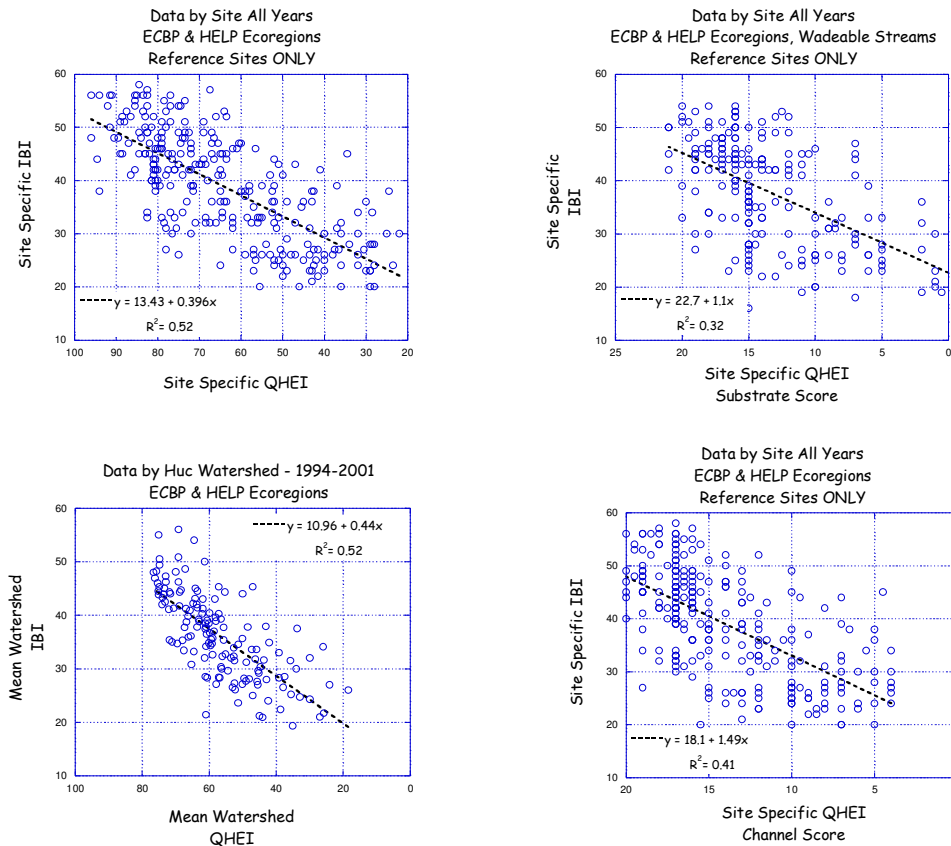 Data by Site All Years
ECBP & HELP Ecoregions
Reference Sites ONLY
60
50
40
30
20
10
Site Specific IBI
y = 13.43 + 0.396x
R²= 0.52
100 90 80 70 60 50 40 30 20
Site Specific QHEI
Data by Site All Years
ECBP & HELP Ecoregions, Wadeable Streams
Reference Sites ONLY
60
50
40
30
20
10
Site Specific
IBI
y = 22.7 + 1.1x
R²= 0.32
25 20 15 10 5 0
Site Specific QHEI
Substrate Score
Data by Huc Watershed - 1994-2001
ECBP & HELP Ecoregions
60
50
40
30
20
10
Mean Watershed
IBI
y = 10.96 + 0.44x
R²= 0.52
100 80 60 40 20 0
Mean Watershed
QHEI
Data by Site All Years
ECBP & HELP Ecoregions
Reference Sites ONLY
60
50
40
30
20
10
Site Specific IBI
y = 18.1 + 1.49x
R²= 0.41
20 15 10 5
Site Specific QHEI
Channel Score